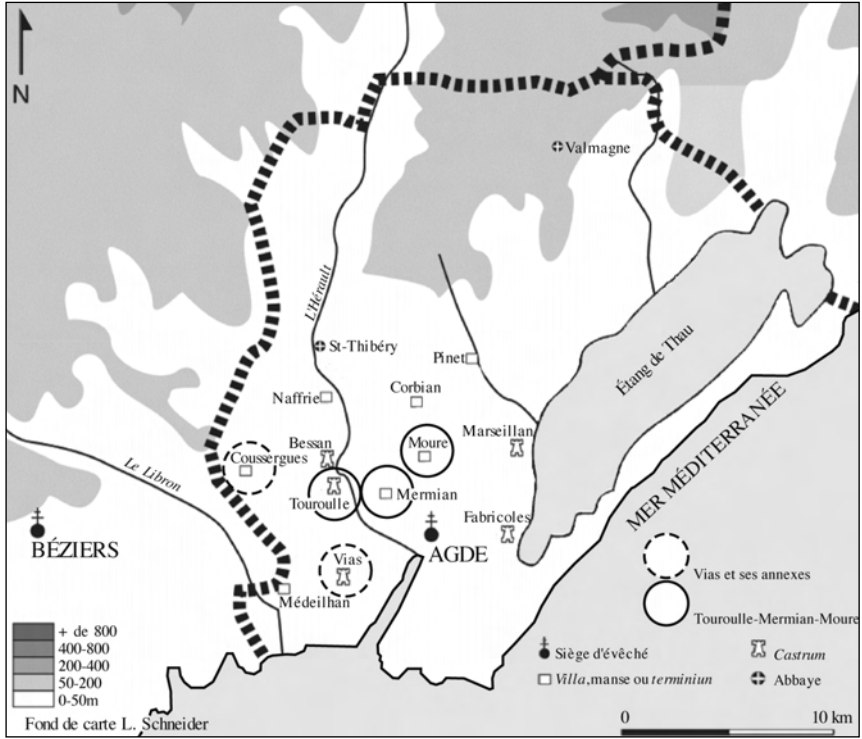 N
Valmagne
L'Hérault
St-Thibéry
Pinet
Étang de Thau
Naffrie
Corbian
Bessan
Moure
Marseillan
Coussergues
Le Libron
Touroulle
Mermian
MER MÉDITERRANÉE
BÉZIERS
Fabricoles
AGDE
Vias
Médeilhan
Vias et ses annexes
Touroulle-Mermian-Moure
+ de 800
400-800
200-400
50-200
0-50m
Siège d'évêché
Castrum
Villa, manse ou terminiun
Abbaye
Fond de carte L. Schneider
0 10 km